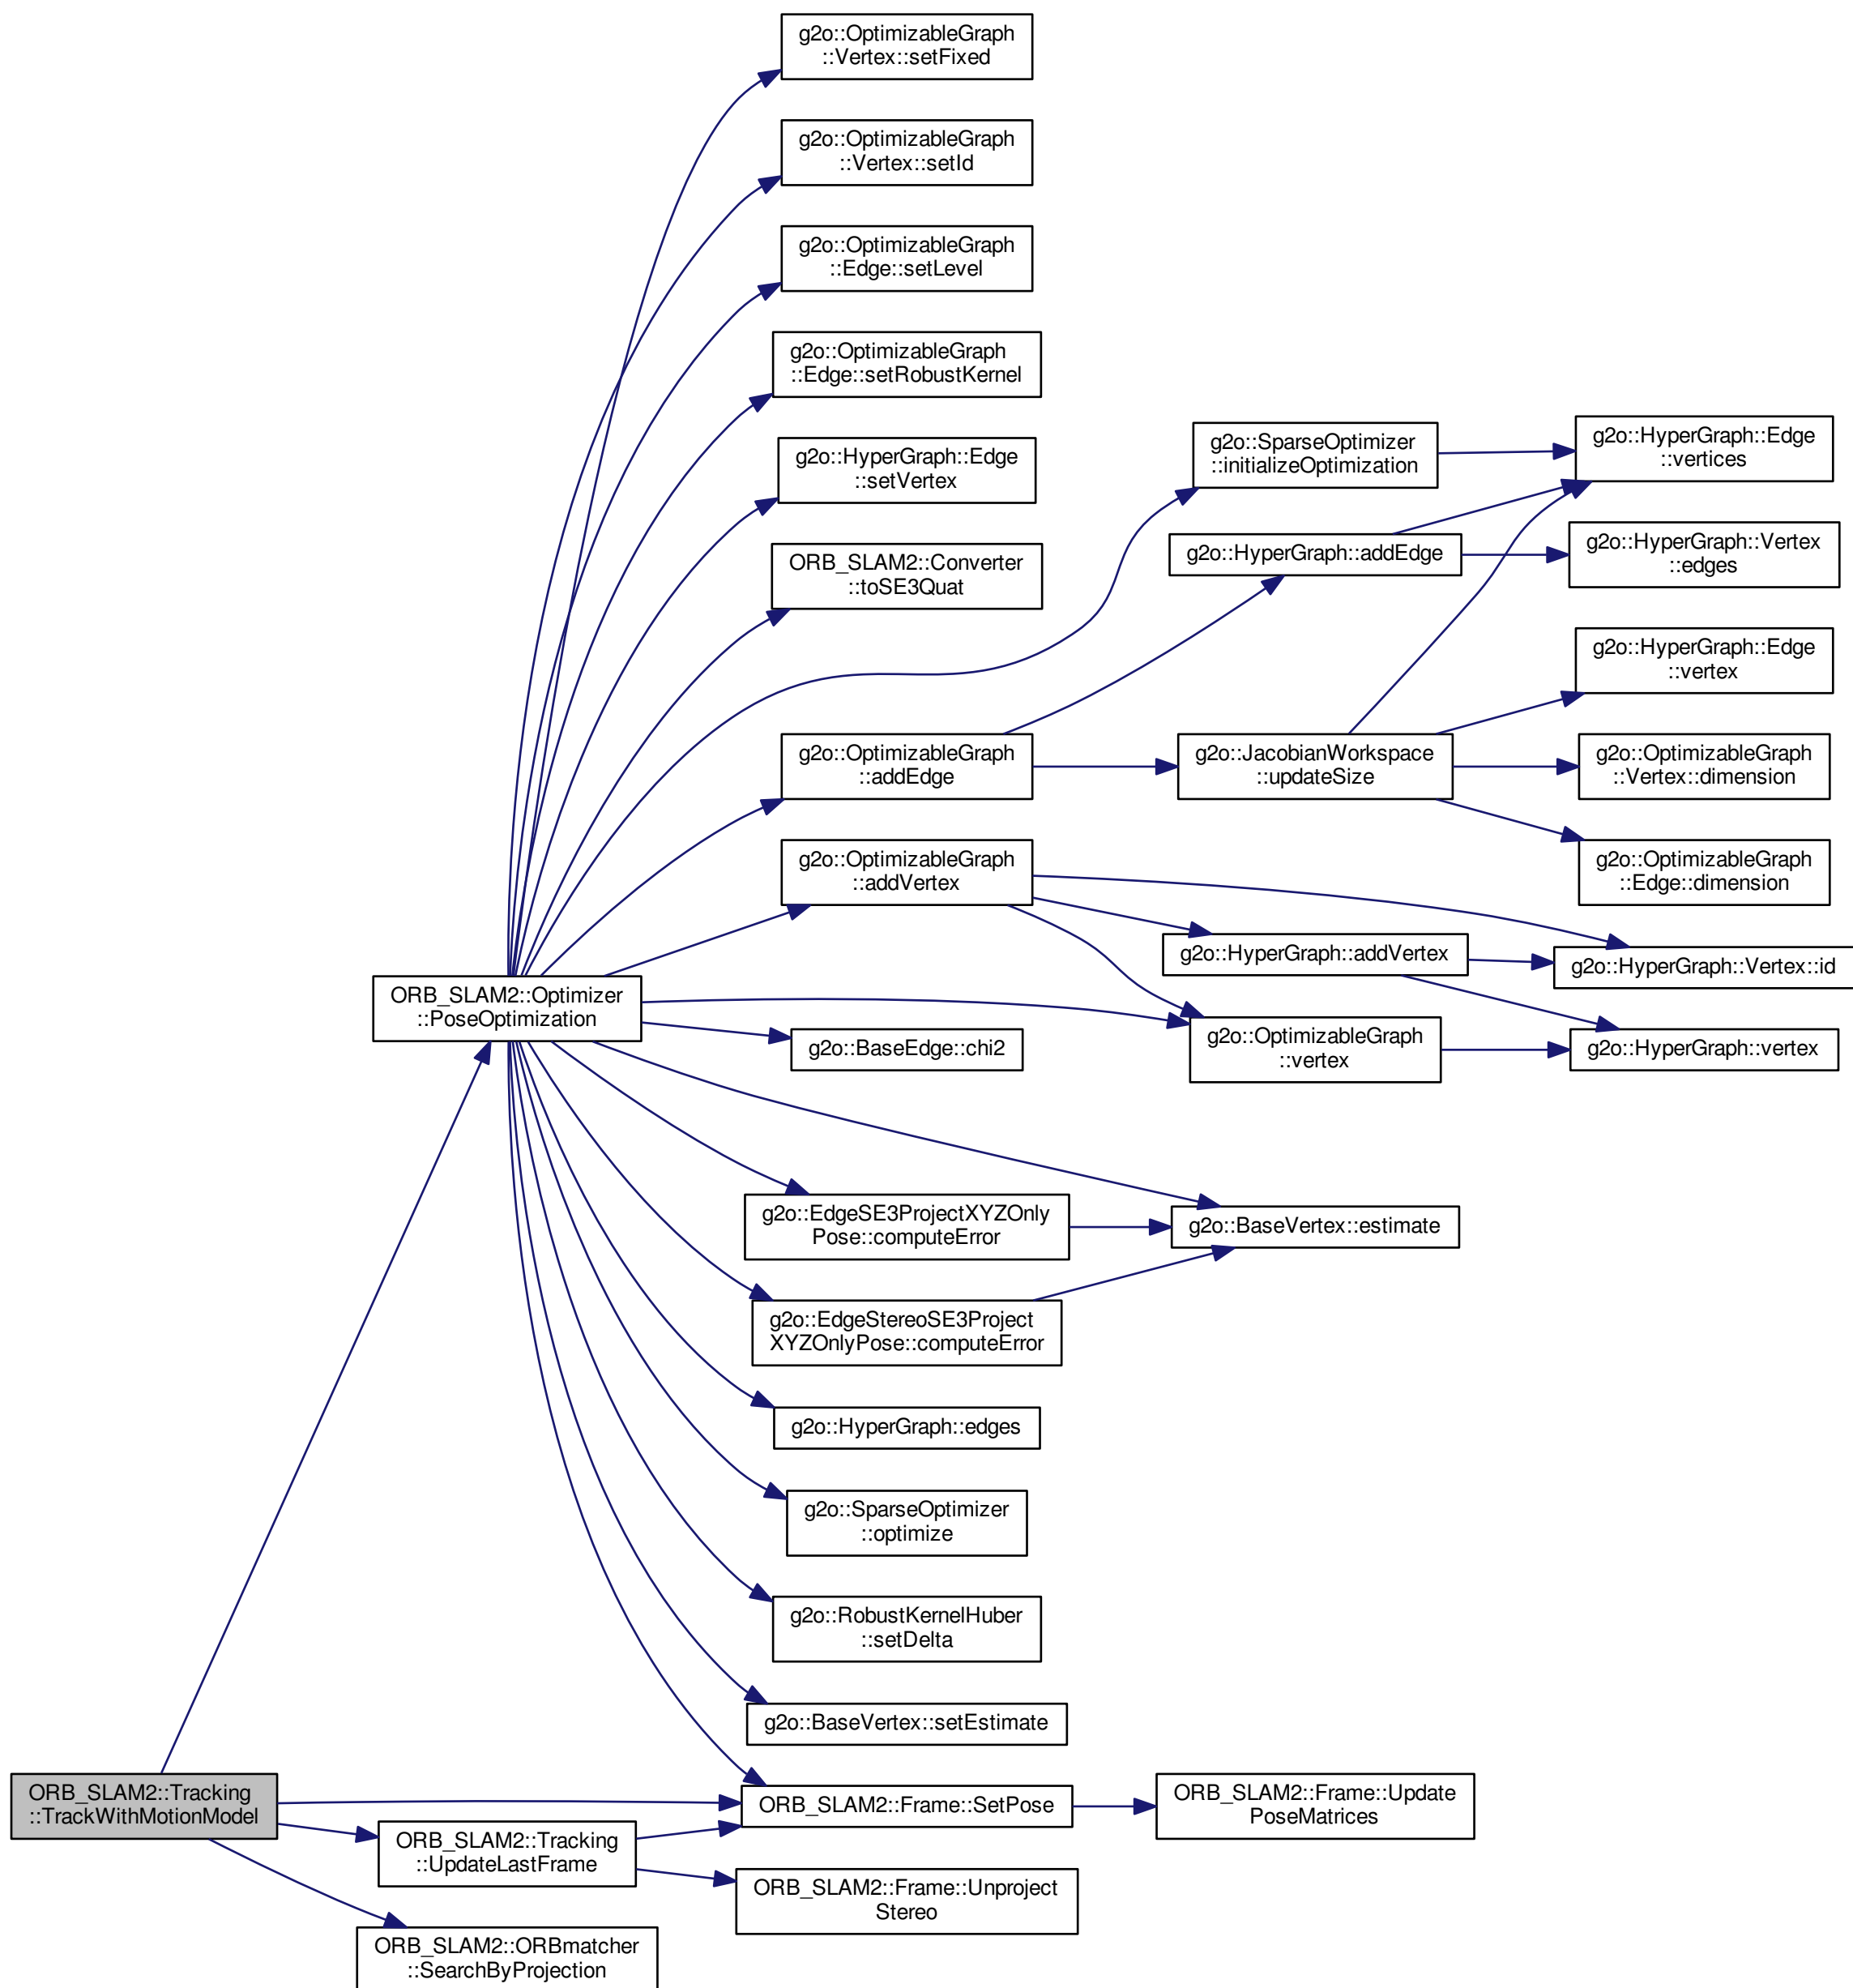 g2o::OptimizableGraph
::Vertex::setFixed
g2o::OptimizableGraph
::Vertex::setId
g2o::OptimizableGraph
::Edge::setLevel
g2o::OptimizableGraph
::Edge::setRobustKernel
g2o::HyperGraph::Edge
::setVertex
ORB_SLAM2::Converter
::toSE3Quat
g2o::SparseOptimizer
::initializeOptimization
g2o::HyperGraph::Edge
::vertices
g2o::HyperGraph::addEdge
g2o::HyperGraph::Vertex
::edges
g2o::HyperGraph::Edge
::vertex
g2o::OptimizableGraph
::addEdge
g2o::JacobianWorkspace
::updateSize
g2o::OptimizableGraph
::Vertex::dimension
g2o::OptimizableGraph
::Edge::dimension
g2o::OptimizableGraph
::addVertex
g2o::HyperGraph::addVertex
g2o::HyperGraph::Vertex::id
ORB_SLAM2::Optimizer
::PoseOptimization
g2o::BaseEdge::chi2
g2o::OptimizableGraph
::vertex
g2o::HyperGraph::vertex
g2o::EdgeSE3ProjectXYZOnly
Pose::computeError
g2o::BaseVertex::estimate
g2o::EdgeStereoSE3Project
XYZOnlyPose::computeError
g2o::HyperGraph::edges
g2o::SparseOptimizer
::optimize
g2o::RobustKernelHuber
::setDelta
g2o::BaseVertex::setEstimate
ORB_SLAM2::Tracking
::TrackWithMotionModel
ORB_SLAM2::Frame::SetPose
ORB_SLAM2::Frame::Update
PoseMatrices
ORB_SLAM2::Tracking
::UpdateLastFrame
ORB_SLAM2::Frame::Unproject
Stereo
ORB_SLAM2::ORBmatcher
::SearchByProjection